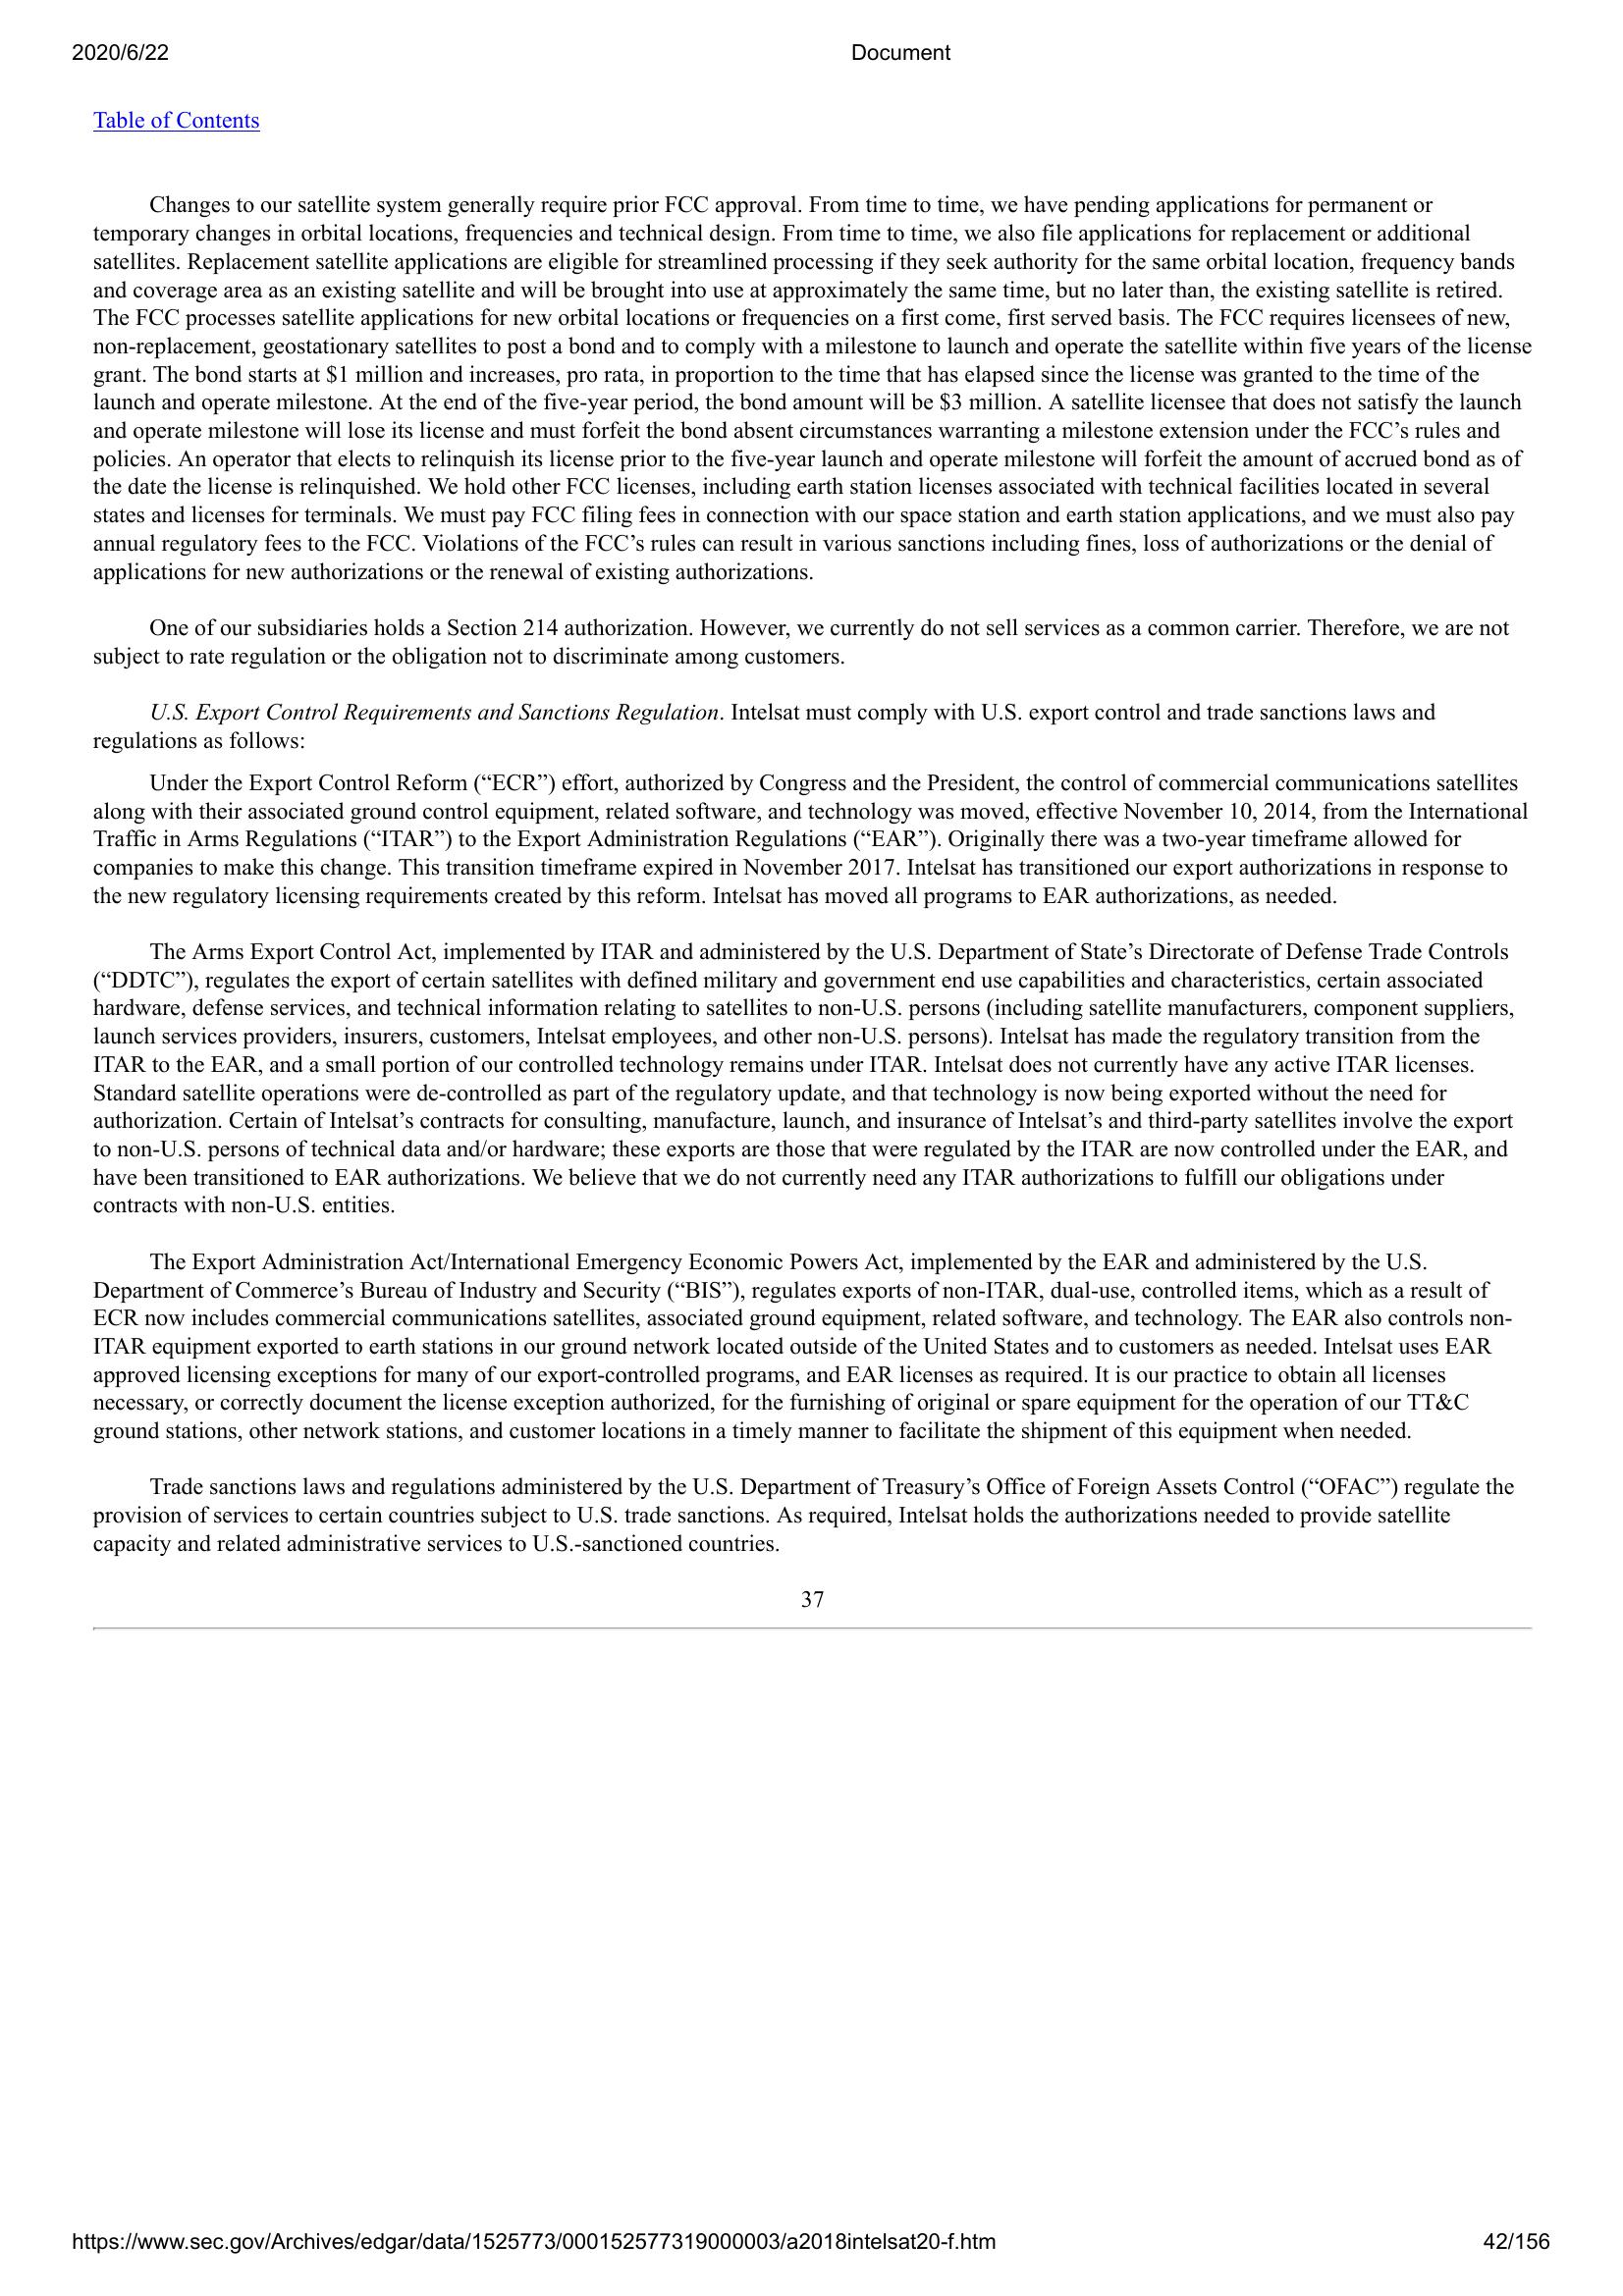 2020/6/22 Document
Table of Contents
Changes to our satellite system generally require prior FCC approval. From time to time, we have pending applications for permanent or
temporary changes in orbital locations, frequencies and technical design. From time to time, we also file applications for replacement or additional
satellites. Replacement satellite applications are eligible for streamlined processing if they seek authority for the same orbital location, frequency bands
and coverage area as an existing satellite and will be brought into use at approximately the same time, but no later than, the existing satellite is retired.
The FCC processes satellite applications for new orbital locations or frequencies on a first come, first served basis. The FCC requires licensees of new,
non-replacement, geostationary satellites to post a bond and to comply with a milestone to launch and operate the satellite within five years of the license
grant. The bond starts at $1 million and increases, pro rata, in proportion to the time that has elapsed since the license was granted to the time of the
launch and operate milestone. At the end of the five-year period, the bond amount will be $3 million. A satellite licensee that does not satisfy the launch
and operate milestone will lose its license and must forfeit the bond absent circumstances warranting a milestone extension under the FCC’s rules and
policies. An operator that elects to relinquish its license prior to the five-year launch and operate milestone will forfeit the amount of accrued bond as of
the date the license is relinquished. We hold other FCC licenses, including earth station licenses associated with technical facilities located in several
states and licenses for terminals. We must pay FCC filing fees in connection with our space station and earth station applications, and we must also pay
annual regulatory fees to the FCC. Violations of the FCC’s rules can result in various sanctions including fines, loss of authorizations or the denial of
applications for new authorizations or the renewal of existing authorizations.
One of our subsidiaries holds a Section 214 authorization. However, we currently do not sell services as a common carrier. Therefore, we are not
subject to rate regulation or the obligation not to discriminate among customers.
U.S. Export Control Requirements and Sanctions Regulation. Intelsat must comply with U.S. export control and trade sanctions laws and
regulations as follows:
Under the Export Control Reform (“ECR”) effort, authorized by Congress and the President, the control of commercial communications satellites
along with their associated ground control equipment, related software, and technology was moved, effective November 10, 2014, from the International
Traffic in Arms Regulations (“ITAR”) to the Export Administration Regulations (“EAR”). Originally there was a two-year timeframe allowed for
companies to make this change. This transition timeframe expired in November 2017. Intelsat has transitioned our export authorizations in response to
the new regulatory licensing requirements created by this reform. Intelsat has moved all programs to EAR authorizations, as needed.
The Arms Export Control Act, implemented by ITAR and administered by the U.S. Department of State’s Directorate of Defense Trade Controls
(“DDTC”), regulates the export of certain satellites with defined military and government end use capabilities and characteristics, certain associated
hardware, defense services, and technical information relating to satellites to non-U.S. persons (including satellite manufacturers, component suppliers,
launch services providers, insurers, customers, Intelsat employees, and other non-U.S. persons). Intelsat has made the regulatory transition from the
ITAR to the EAR, and a small portion of our controlled technology remains under ITAR. Intelsat does not currently have any active ITAR licenses.
Standard satellite operations were de-controlled as part of the regulatory update, and that technology is now being exported without the need for
authorization. Certain of Intelsat’s contracts for consulting, manufacture, launch, and insurance of Intelsat’s and third-party satellites involve the export
to non-U.S. persons of technical data and/or hardware; these exports are those that were regulated by the ITAR are now controlled under the EAR, and
have been transitioned to EAR authorizations. We believe that we do not currently need any ITAR authorizations to fulfill our obligations under
contracts with non-U.S. entities.
The Export Administration Act/International Emergency Economic Powers Act, implemented by the EAR and administered by the U.S.
Department of Commerce’s Bureau of Industry and Security (“BIS”), regulates exports of non-ITAR, dual-use, controlled items, which as a result of
ECR now includes commercial communications satellites, associated ground equipment, related software, and technology. The EAR also controls non-
ITAR equipment exported to earth stations in our ground network located outside of the United States and to customers as needed. Intelsat uses EAR
approved licensing exceptions for many of our export-controlled programs, and EAR licenses as required. It is our practice to obtain all licenses
necessary, or correctly document the license exception authorized, for the furnishing of original or spare equipment for the operation of our TT&C
ground stations, other network stations, and customer locations in a timely manner to facilitate the shipment of this equipment when needed.
Trade sanctions laws and regulations administered by the U.S. Department of Treasury’s Office of Foreign Assets Control (“OFAC”) regulate the
provision of services to certain countries subject to U.S. trade sanctions. As required, Intelsat holds the authorizations needed to provide satellite
capacity and related administrative services to U.S.-sanctioned countries.
37
https://www.sec.gov/Archives/edgar/data/1525773/000152577319000003/a2018intelsat20-f.htm 42/156